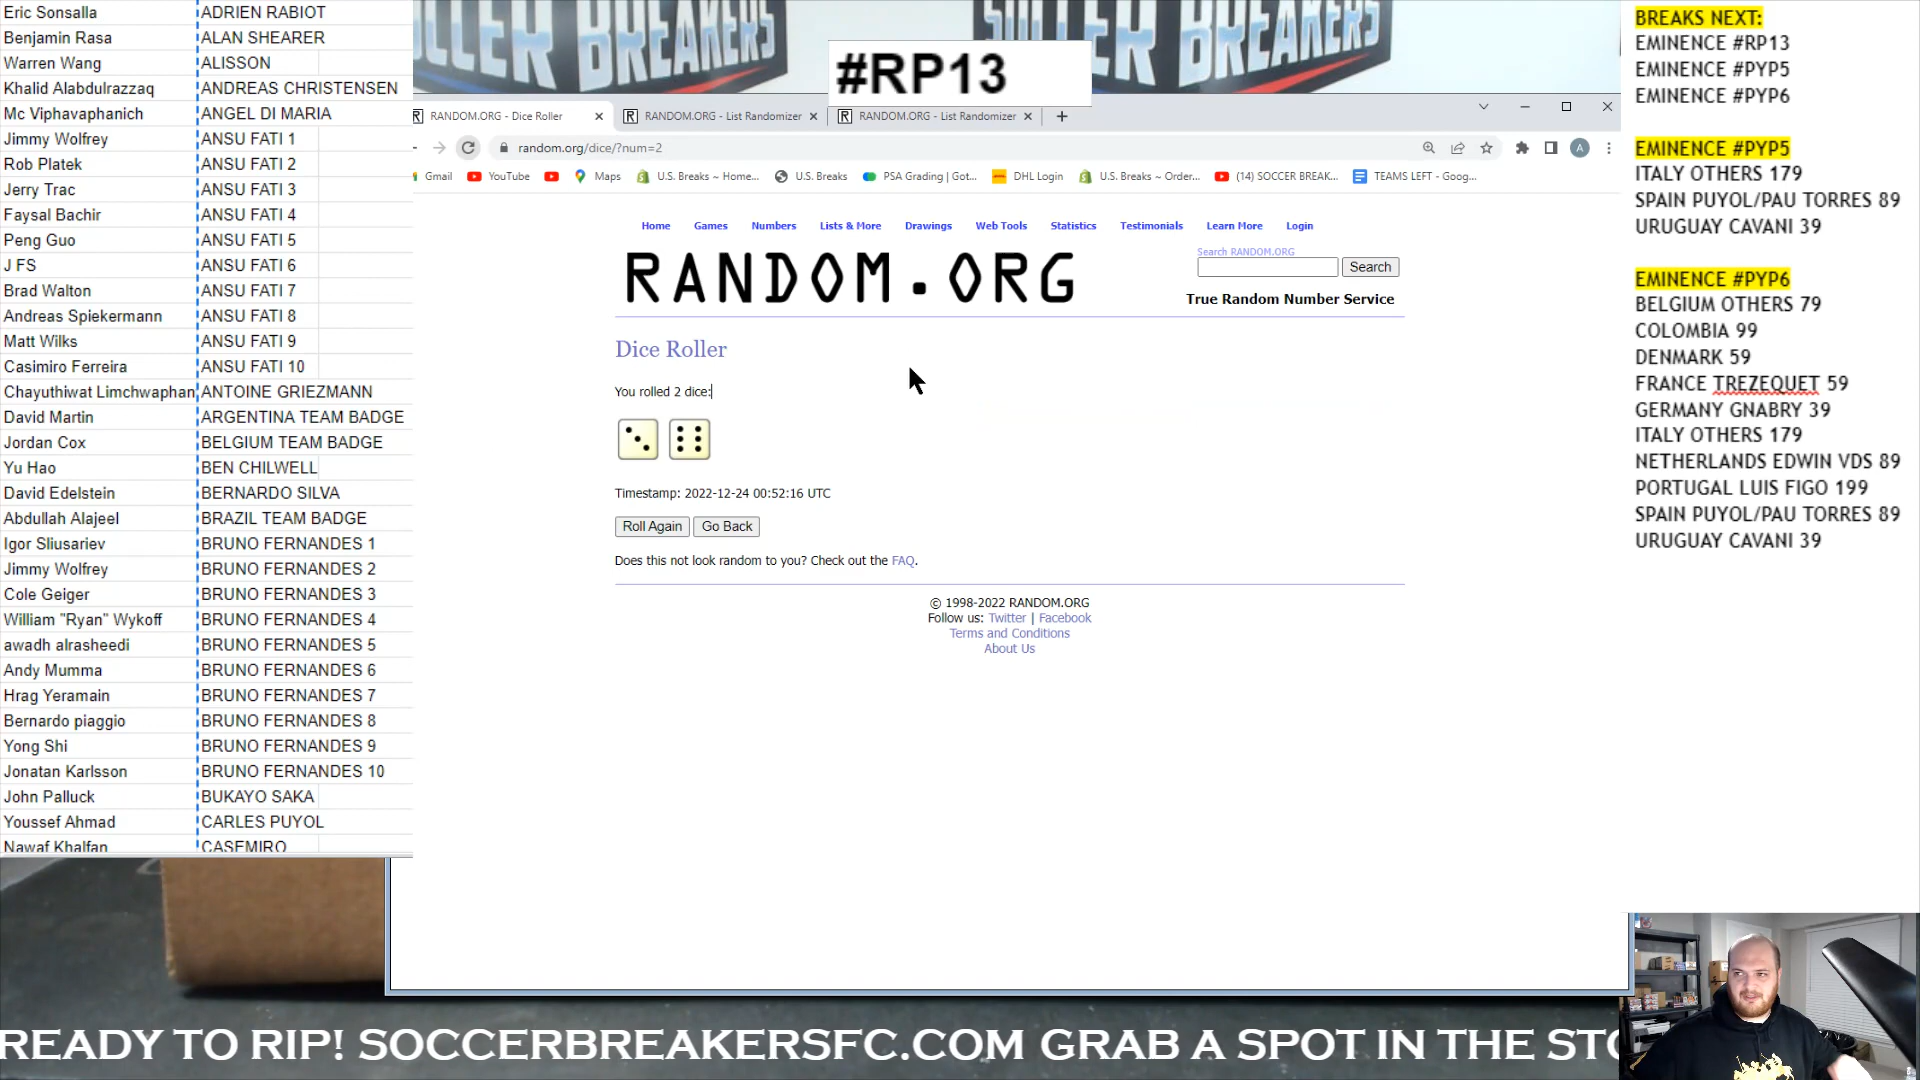 Eric Sonsalla ADRIEN RABIOT
Benjamin Rasa ALAN SHEARER
Warren Wang ALISSON
Khalid Alabdulrazzaq ANDREAS CHRISTENSEN
Mc Viphavaphanich ANGEL DI MARIA
Jimmy Wolfrey ANSU FATI 1
Rob Platek ANSU FATI 2
Jerry Trac ANSU FATI 3
Faysal Bachir ANSU FATI 4
Peng Guo ANSU FATI 5
J FS ANSU FATI 6
Brad Walton ANSU FATI 7
Andreas Spiekermann ANSU FATI 8
Matt Wilks ANSU FATI 9
Casimiro Ferreira ANSU FATI 10
Chayuthiwat Limchwaphan ANTOINE GRIEZMANN
David Martin ARGENTINA TEAM BADGE
Jordan Cox BELGIUM TEAM BADGE
Yu Hao BEN CHILWELL
David Edelstein BERNARDO SILVA
Abdullah Alajeel BRAZIL TEAM BADGE
Igor Sliusariev BRUNO FERNANDES 1
Jimmy Wolfrey BRUNO FERNANDES 2
Cole Geiger BRUNO FERNANDES 3
William "Ryan" Wykoff BRUNO FERNANDES 4
awadh alrasheedi BRUNO FERNANDES 5
Andy Mumma BRUNO FERNANDES 6
Hrag Yeramain BRUNO FERNANDES 7
Bernardo piaggio BRUNO FERNANDES 8
Yong Shi BRUNO FERNANDES 9
Jonatan Karlsson BRUNO FERNANDES 10
John Palluck BUKAYO SAKA
Youssef Ahmad CARLES PUYOL
Nawaf Khalfan CASEMIRO
BREAKERS
BREAKERS
#RP13
RANDOM.ORG - Dice Roller
RANDOM.ORG - List Randomizer
RANDOM.ORG - List Randomizer
random.org/dice/?num=2
A
Gmail YouTube Maps U.S. Breaks ~ Home... U.S. Breaks PSA Grading | Got... DHL Login U.S. Breaks ~ Order... (14) SOCCER BREAK... TEAMS LEFT - Goog...
Home Games Numbers Lists & More Drawings Web Tools Statistics Testimonials Learn More Login
RANDOM.ORG
Search RANDOM.ORG
Search
True Random Number Service
Dice Roller
You rolled 2 dice:
Timestamp: 2022-12-24 00:52:16 UTC
Roll Again Go Back
Does this not look random to you? Check out the FAQ.
© 1998-2022 RANDOM.ORG
Follow us: Twitter | Facebook
Terms and Conditions
About Us
BREAKS NEXT:
EMINENCE #RP13
EMINENCE #PYP5
EMINENCE #PYP6
EMINENCE #PYP5
ITALY OTHERS 179
SPAIN PUYOL/PAU TORRES 89
URUGUAY CAVANI 39
EMINENCE #PYP6
BELGIUM OTHERS 79
COLOMBIA 99
DENMARK 59
FRANCE TREZEQUET 59
GERMANY GNABRY 39
ITALY OTHERS 179
NETHERLANDS EDWIN VDS 89
PORTUGAL LUIS FIGO 199
SPAIN PUYOL/PAU TORRES 89
URUGUAY CAVANI 39
READY TO RIP! SOCCERBREAKERSFC.COM GRAB A SPOT IN THE STO